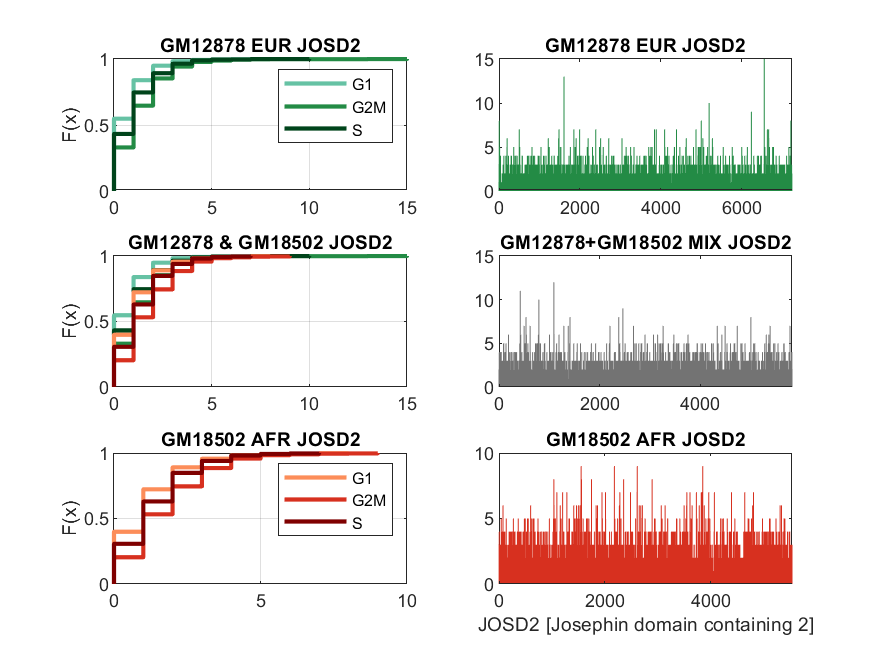 GM12878 EUR JOSD2
F(x)
1
0.5
0
0 5 10 15
G1
G2M
S
GM12878 EUR JOSD2
15
10
5
0
0 2000 4000 6000
GM12878 & GM18502 JOSD2
F(x)
1
0.5
0
0 5 10 15
GM12878+GM18502 MIX JOSD2
15
10
5
0
0 2000 4000
GM18502 AFR JOSD2
F(x)
1
0.5
0
0 5 10
G1
G2M
S
GM18502 AFR JOSD2
10
5
0
0 2000 4000
JOSD2 [Josephin domain containing 2]